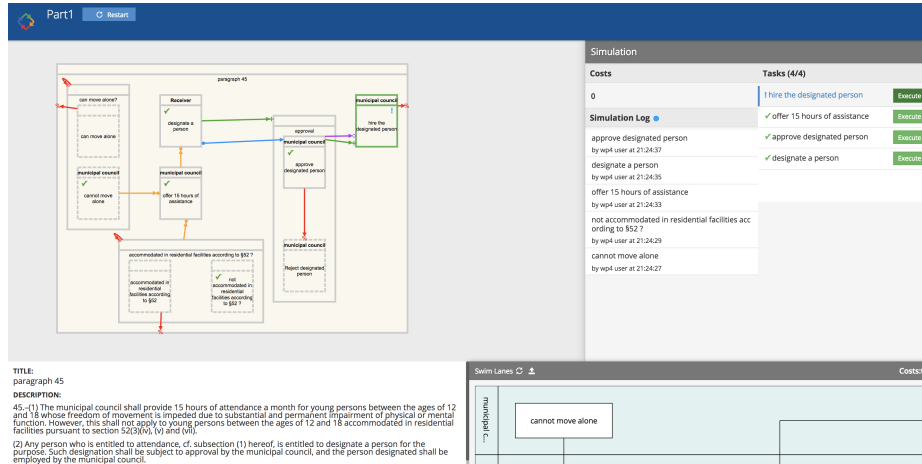 Part1
Restart
paragraph 45
can move alone?
can move alone
municipal council
cannot move
alone
Receiver
designate a
person
municipal council
offer 15 hours of
assistance
approval
municipal council
approve
designated person
municipal council
Reject designated
person
municipal council
!
hire the
designated person
accommodated in residential facilities according to §52 ?
accommodated in
residential
facilities according
to §52
not
accommodated in
residential
facilities according
to §52 ?
Simulation
Costs
0
Simulation Log
approve designated person
by wp4 user at 21:24:37
designate a person
by wp4 user at 21:24:35
offer 15 hours of assistance
by wp4 user at 21:24:33
not accommodated in residential facilities acc
ording to §52 ?
by wp4 user at 21:24:29
cannot move alone
by wp4 user at 21:24:27
Tasks (4/4)
! hire the designated person
Execute
offer 15 hours of assistance
Execute
approve designated person
Execute
designate a person
Execute
TITLE:
paragraph 45
DESCRIPTION:
45.–(1) The municipal council shall provide 15 hours of attendance a month for young persons between the ages of 12
and 18 whose freedom of movement is impeded due to substantial and permanent impairment of physical or mental
function. However, this shall not apply to young persons between the ages of 12 and 18 accommodated in residential
facilities pursuant to section 52(3)(iv), (v) and (vii).
(2) Any person who is entitled to attendance, cf. subsection (1) hereof, is entitled to designate a person for the
purpose. Such designation shall be subject to approval by the municipal council, and the person designated shall be
employed by the municipal council.
Swim Lanes
Costs:
municipal c...
cannot move alone